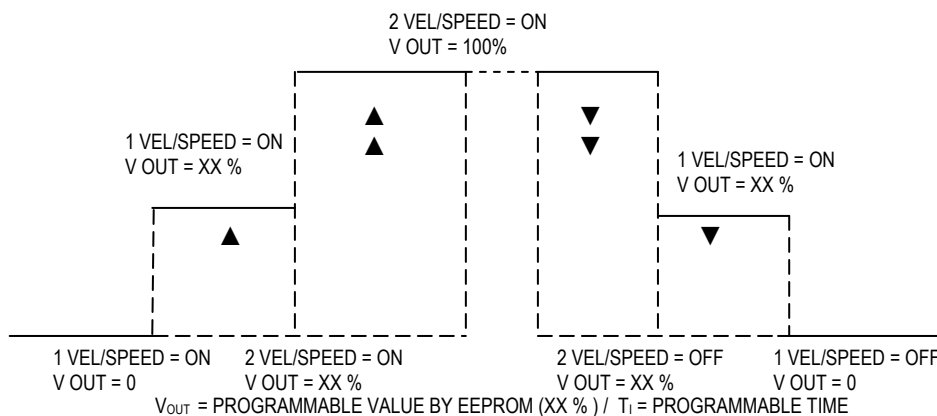 2 VEL/SPEED = ON
V OUT = 100%
1 VEL/SPEED = ON
V OUT = XX %
1 VEL/SPEED = ON
V OUT = XX %
1 VEL/SPEED = ON
V OUT = 0
2 VEL/SPEED = ON
V OUT = XX %
2 VEL/SPEED = OFF
V OUT = XX %
1 VEL/SPEED = OFF
V OUT = 0
VOUT = PROGRAMMABLE VALUE BY EEPROM (XX % ) / TI = PROGRAMMABLE TIME